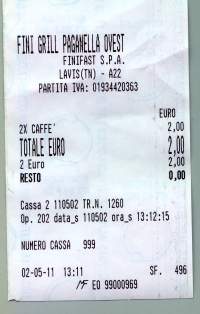 FINI GRILL PAGANELLA OVEST
FINIFAST S.P.A.
LAVIS(TN) - A22
PARTITA IVA: 01934420363
EURO
2X CAFFE' 2,00
TOTALE EURO 2,00
2 Euro 2,00
RESTO 0,00
Cassa 2 110502 TR.N. 1260
Op. 202 data_s 110502 ora_s 13:12:15
NUMERO CASSA 999
02-05-11 13:11 SF. 496
MF EO 99000969